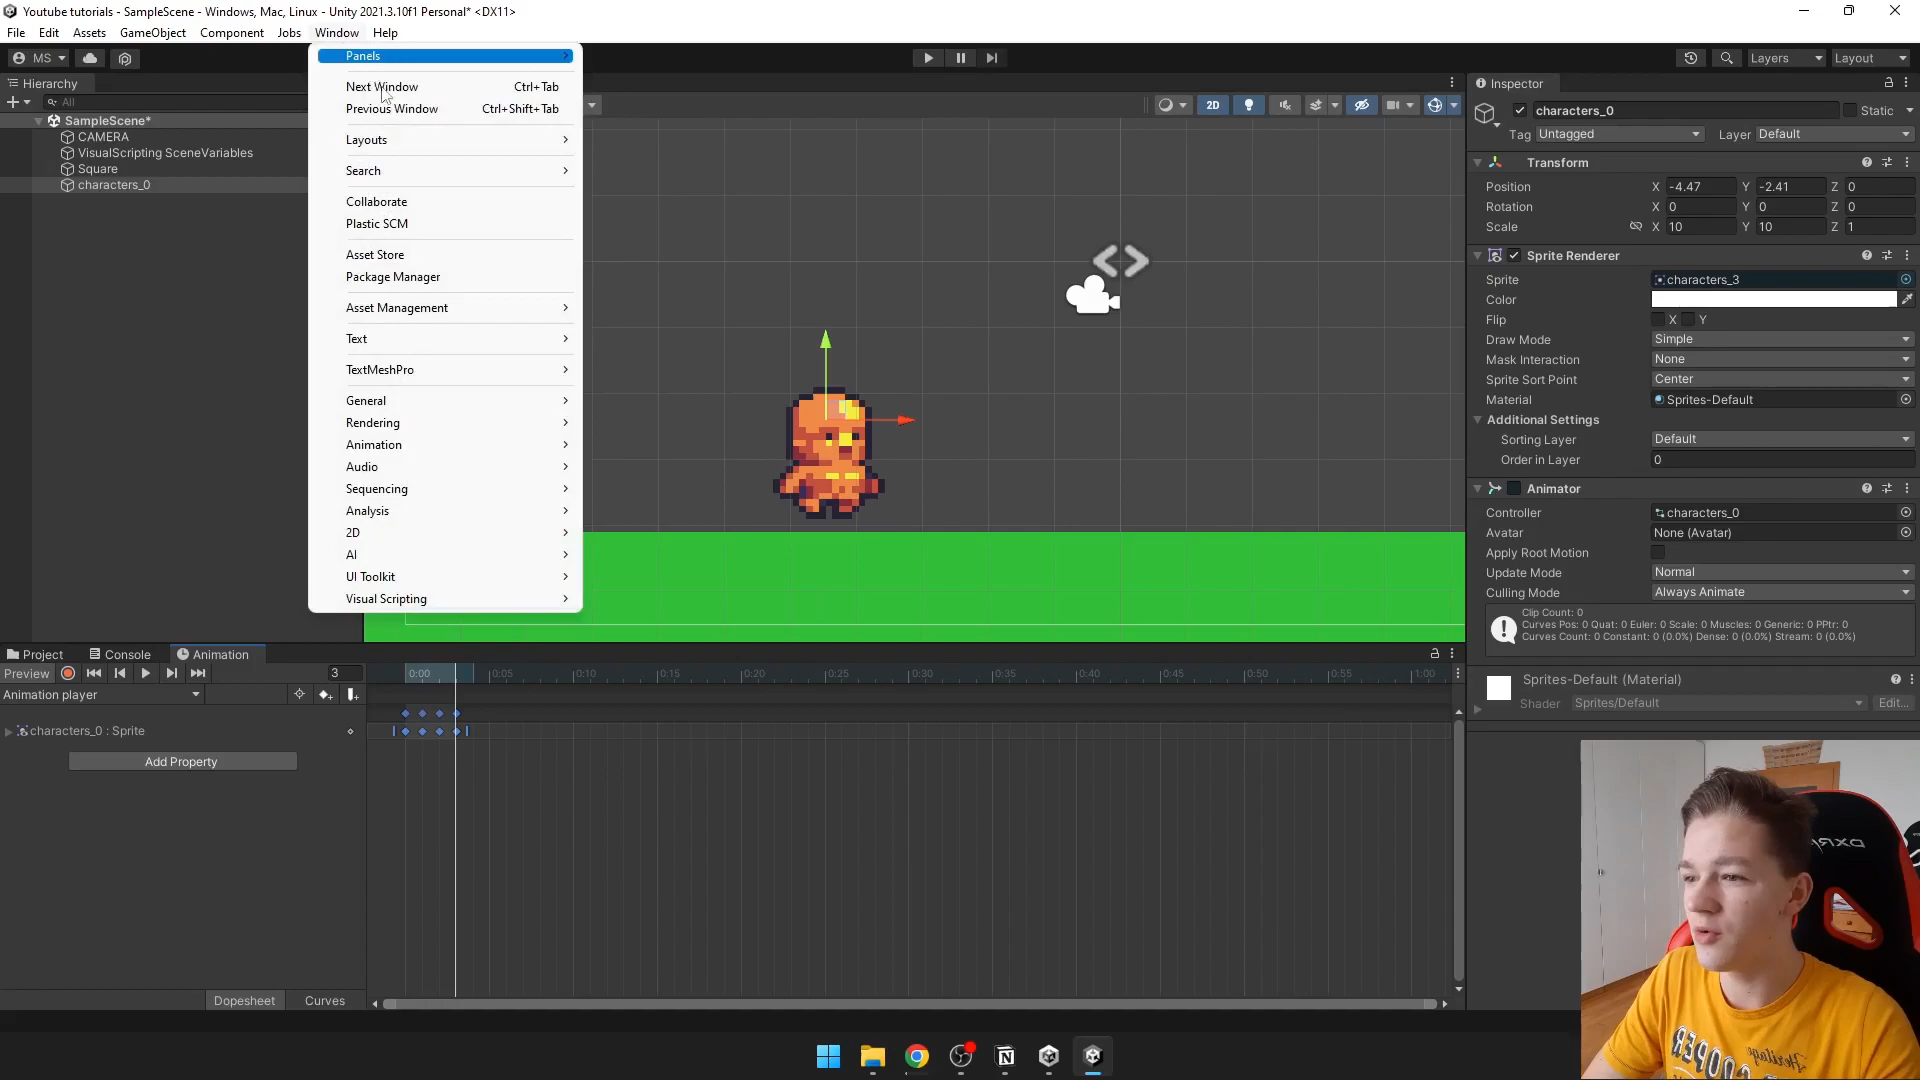 Youtube tutorials - SampleScene - Windows, Mac, Linux - Unity 2021.3.10f1 Personal* <DX11>
File Edit Assets GameObject Component Jobs Window Help
MS
Layers Layout
Hierarchy
All
SampleScene*
CAMERA
VisualScripting SceneVariables
Square
characters_0
Panels
Next Window Ctrl+Tab
Previous Window Ctrl+Shift+Tab
Layouts
Search
Collaborate
Plastic SCM
Asset Store
Package Manager
Asset Management
Text
TextMeshPro
General
Rendering
Animation
Audio
Sequencing
Analysis
2D
AI
UI Toolkit
Visual Scripting
2D
Inspector
characters_0 Static
Tag Untagged Layer Default
Transform
Position X -4.47 Y -2.41 Z 0
Rotation X 0 Y 0 Z 0
Scale X 10 Y 10 Z 1
Sprite Renderer
Sprite characters_3
Color
Flip X Y
Draw Mode Simple
Mask Interaction None
Sprite Sort Point Center
Material Sprites-Default
Additional Settings
Sorting Layer Default
Order in Layer 0
Animator
Controller characters_0
Avatar None (Avatar)
Apply Root Motion
Update Mode Normal
Culling Mode Always Animate
Clip Count: 0
Curves Pos: 0 Quat: 0 Euler: 0 Scale: 0 Muscles: 0 Generic: 0 PPtr: 0
Curves Count: 0 Constant: 0 (0.0%) Dense: 0 (0.0%) Stream: 0 (0.0%)
Sprites-Default (Material)
Shader Sprites/Default Edit...
Project Console Animation
Preview 3
0:00 0:05 0:10 0:15 0:20 0:25 0:30 0:35 0:40 0:45 0:50 0:55 1:00
Animation player
characters_0 : Sprite
Add Property
Dopesheet Curves